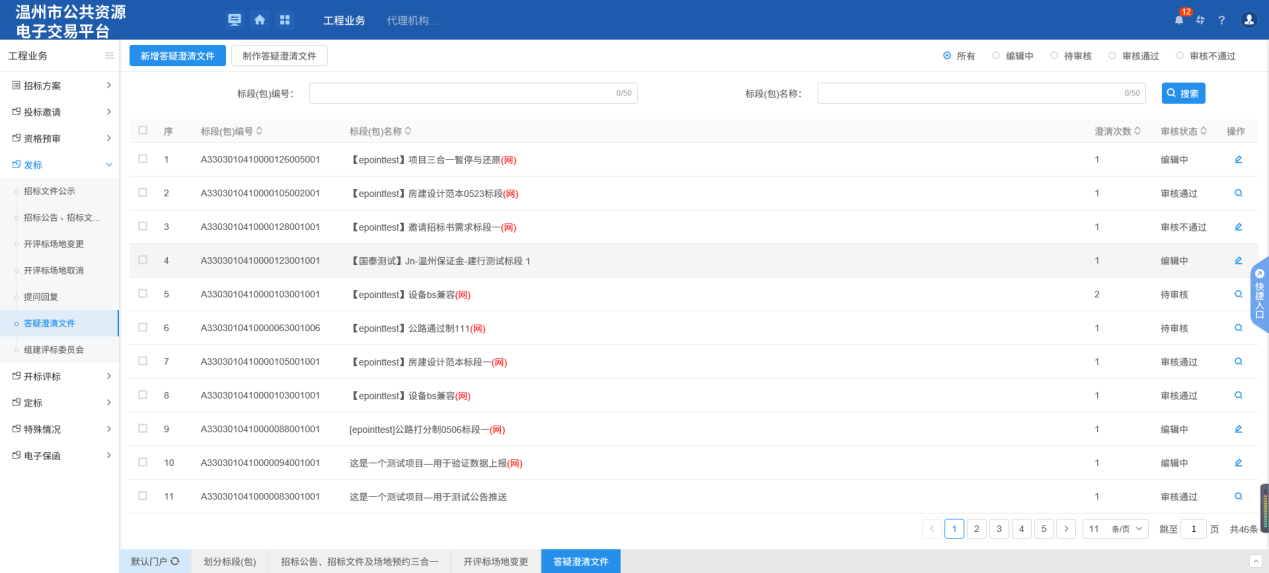 温州市公共资源
电子交易平台
工程业务
代理机构...
12
?
工程业务
招标方案
投标邀请
资格预审
发标
招标文件公示
招标公告、招标文...
开评标场地变更
开评标场地取消
提问回复
答疑澄清文件
组建评标委员会
开标评标
定标
特殊情况
电子保函
新增答疑澄清文件 制作答疑澄清文件
所有 编辑中 待审核 审核通过 审核不通过
标段(包)编号: 0/50 标段(包)名称: 0/50 搜索
序 标段(包)编号 标段(包)名称 澄清次数 审核状态 操作
1 A3303010410000126005001 【epointtest】项目三合一暂停与还原(网) 1 编辑中
2 A3303010410000105002001 【epointtest】房建设计范本0523标段(网) 1 审核通过
3 A3303010410000128001001 【epointtest】邀请招标书需求标段一(网) 1 审核不通过
4 A3303010410000123001001 【国泰测试】Jn-温州保证金-建行测试标段 1 1 编辑中
5 A3303010410000103001001 【epointtest】设备bs兼容(网) 2 待审核
6 A3303010410000063001006 【epointtest】公路通过制111(网) 1 待审核
7 A3303010410000105001001 【epointtest】房建设计范本标段一(网) 1 审核通过
8 A3303010410000103001001 【epointtest】设备bs兼容(网) 1 审核通过
9 A3303010410000088001001 [epointtest]公路打分制0506标段一(网) 1 编辑中
10 A3303010410000094001001 这是一个测试项目—用于验证数据上报(网) 1 编辑中
11 A3303010410000083001001 这是一个测试项目—用于测试公告推送 1 审核通过
快捷入口
1 2 3 4 5 11 条/页 跳至 1 页 共46条
默认门户 划分标段(包) 招标公告、招标文件及场地预约三合一 开评标场地变更 答疑澄清文件